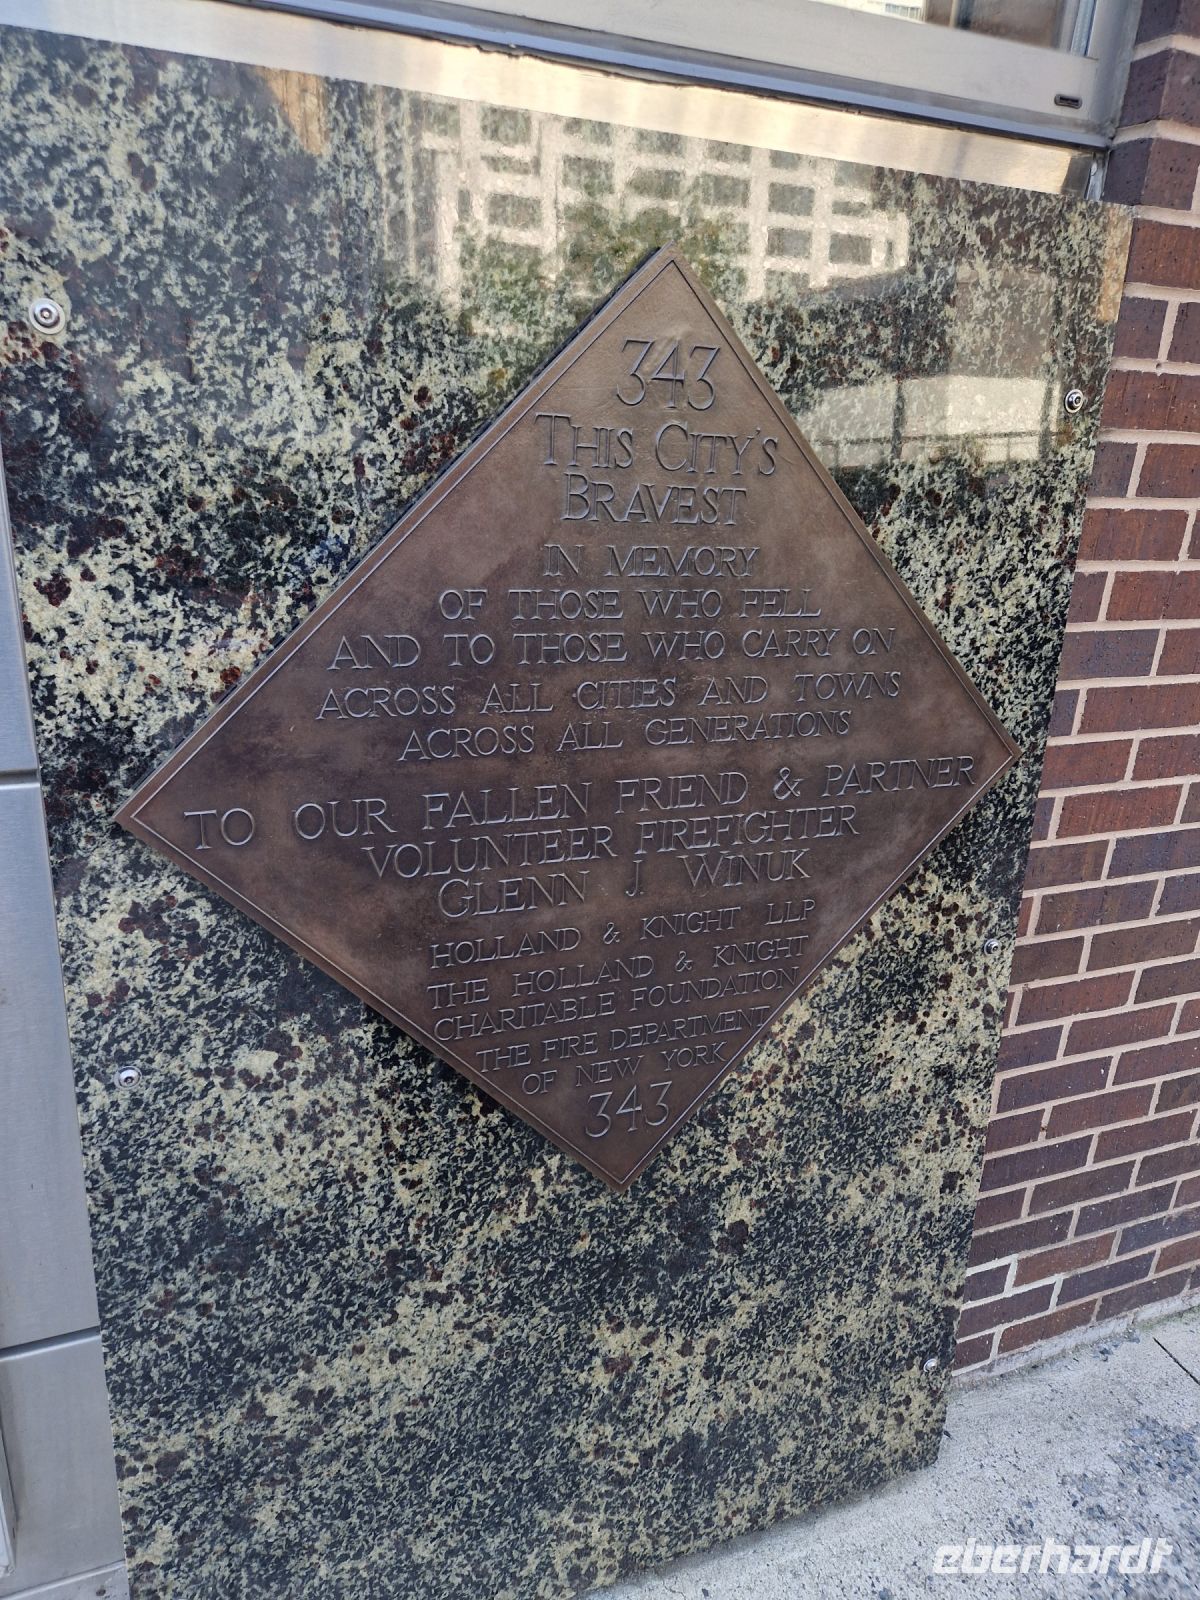 343
THIS CITY'S
BRAVEST
IN MEMORY
OF THOSE WHO FELL
AND TO THOSE WHO CARRY ON
ACROSS ALL CITIES AND TOWNS
ACROSS ALL GENERATIONS
TO OUR FALLEN FRIEND & PARTNER
VOLUNTEER FIREFIGHTER
GLENN J. WINUK
HOLLAND & KNIGHT LLP
THE HOLLAND & KNIGHT
CHARITABLE FOUNDATION
THE FIRE DEPARTMENT
OF NEW YORK
343
eberhardt